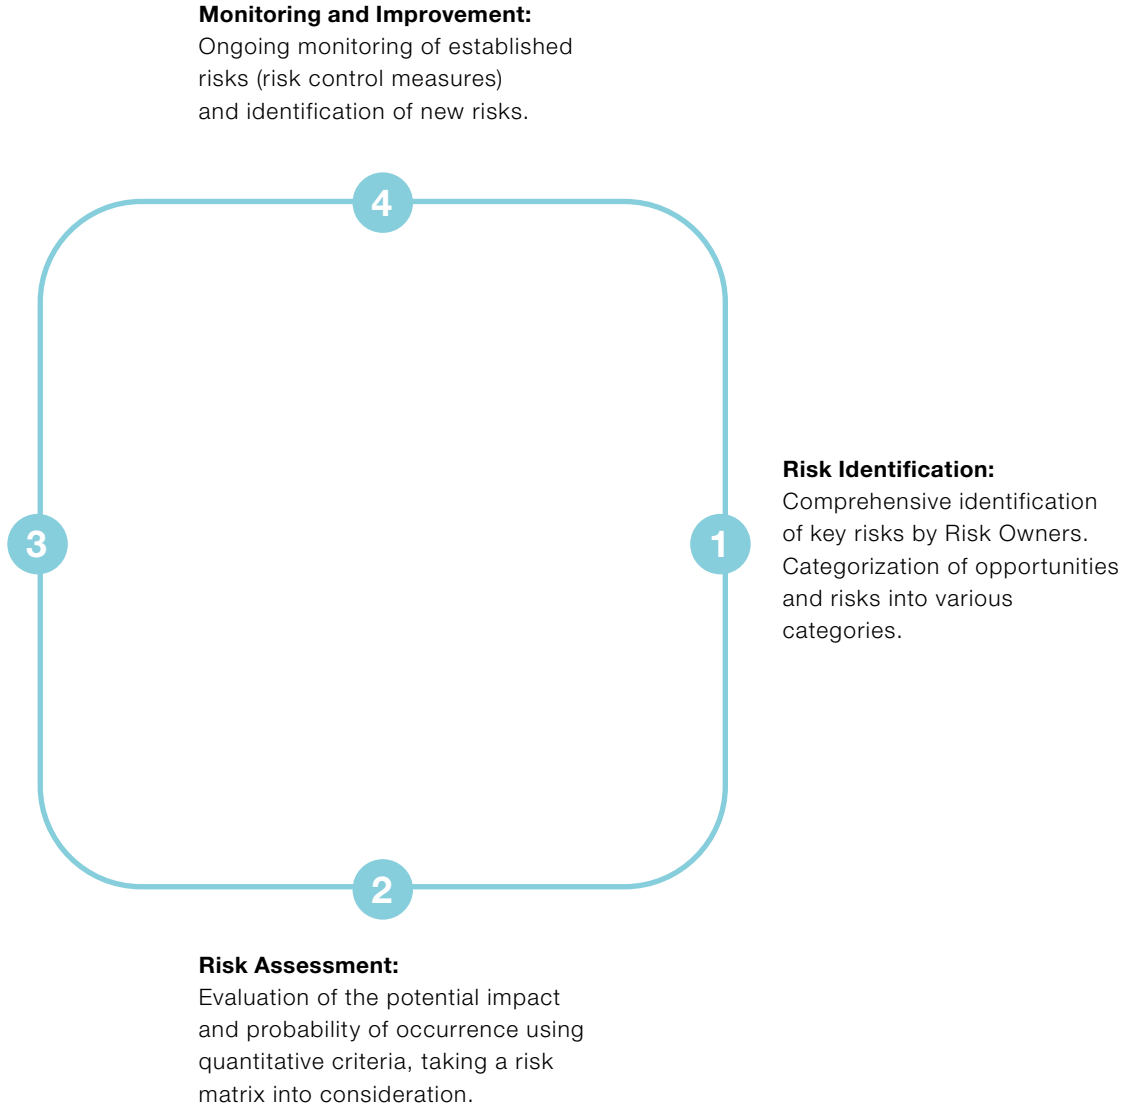 Monitoring and Improvement:
Ongoing monitoring of established
risks (risk control measures)
and identification of new risks.
4
3
1
Risk Identification:
Comprehensive identification
of key risks by Risk Owners.
Categorization of opportunities
and risks into various
categories.
2
Risk Assessment:
Evaluation of the potential impact
and probability of occurrence using
quantitative criteria, taking a risk
matrix into consideration.